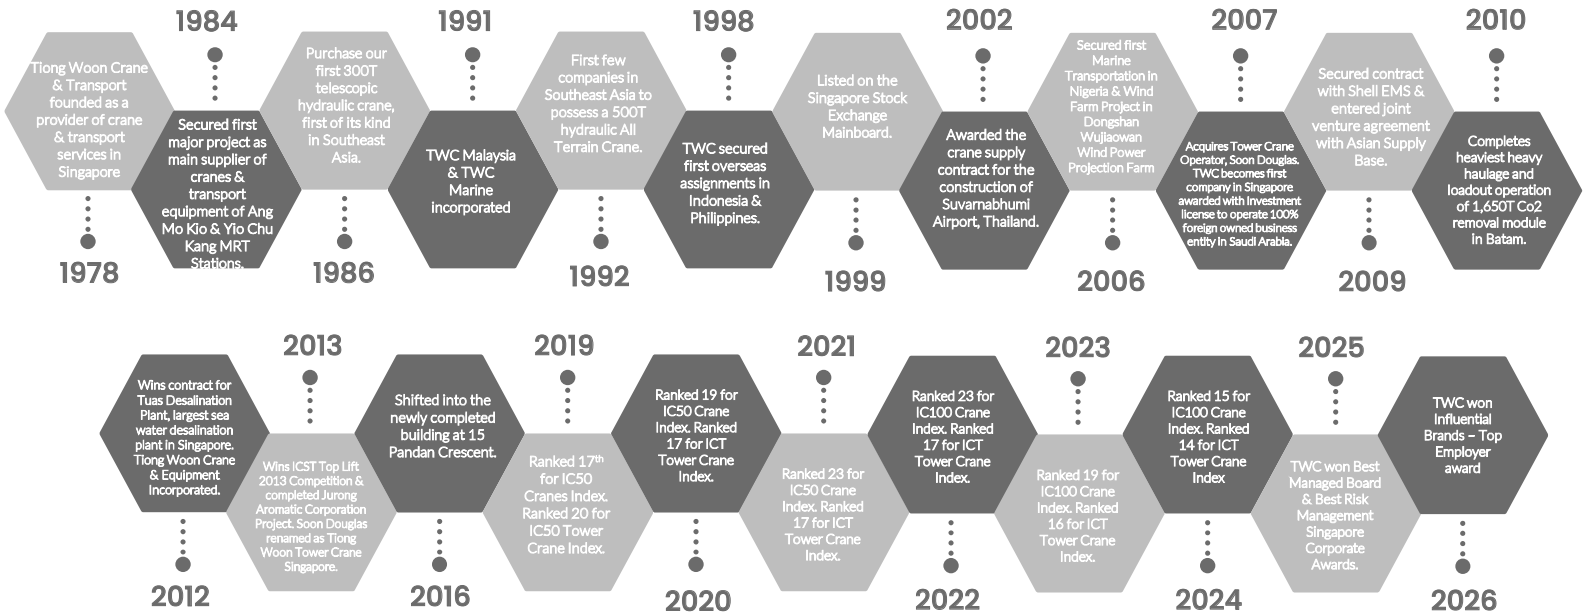 1984
1991
1998
2002
2007
2010
Tiong Woon Crane
& Transport
founded as a
provider of crane
& transport
services in
Singapore
1978
Secured first
major project as
main supplier of
cranes &
transport
equipment of Ang
Mo Kio & Yio Chu
Kang MRT
Stations.
Purchase our
first 300T
telescopic
hydraulic crane,
first of its kind
in Southeast
Asia.
1986
TWC Malaysia
& TWC
Marine
incorporated
First few
companies in
Southeast Asia to
possess a 500T
hydraulic All
Terrain Crane.
1992
TWC secured
first overseas
assignments in
Indonesia &
Philippines.
Listed on the
Singapore Stock
Exchange
Mainboard.
1999
Awarded the
crane supply
contract for the
construction of
Suvarnabhumi
Airport, Thailand.
Secured first
Marine
Transportation in
Nigeria & Wind
Farm Project in
Dongshan
Wujiaowan
Wind Power
Projection Farm
2006
Acquires Tower Crane
Operator, Soon Douglas.
TWC becomes first
company in Singapore
awarded with Investment
license to operate 100%
foreign owned business
entity in Saudi Arabia.
Secured contract
with Shell EMS &
entered joint
venture agreement
with Asian Supply
Base.
2009
Completes
heaviest heavy
haulage and
loadout operation
of 1,650T Co2
removal module
in Batam.
2013
2019
2021
2023
2025
Wins contract for
Tuas Desalination
Plant, largest sea
water desalination
plant in Singapore.
Tiong Woon Crane
& Equipment
Incorporated.
2012
Wins ICST Top Lift
2013 Competition &
completed Jurong
Aromatic Corporation
Project. Soon Douglas
renamed as Tiong
Woon Tower Crane
Singapore.
Shifted into the
newly completed
building at 15
Pandan Crescent.
2016
Ranked 17th
for IC50
Cranes Index.
Ranked 20 for
IC50 Tower
Crane Index.
Ranked 19 for
IC50 Crane
Index. Ranked
17 for ICT
Tower Crane
Index.
2020
Ranked 23 for
IC50 Crane
Index. Ranked
17 for ICT
Tower Crane
Index.
Ranked 23 for
IC100 Crane
Index. Ranked
17 for ICT
Tower Crane
Index.
2022
Ranked 19 for
IC100 Crane
Index. Ranked
16 for ICT
Tower Crane
Index.
Ranked 15 for
IC100 Crane
Index. Ranked
14 for ICT
Tower Crane
Index
2024
TWC won Best
Managed Board
& Best Risk
Management
Singapore
Corporate
Awards.
TWC won
Influential
Brands – Top
Employer
award
2026